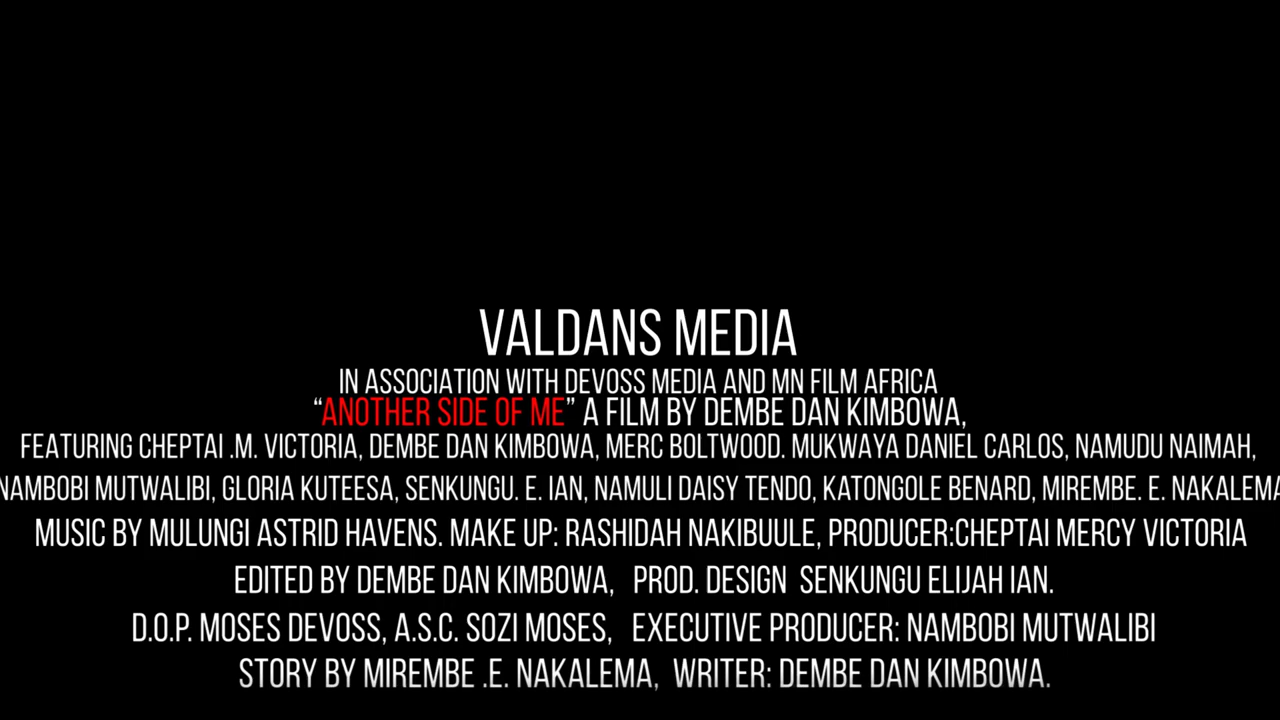 VALDANS MEDIA
IN ASSOCIATION WITH DEVOSS MEDIA AND MN FILM AFRICA
“ANOTHER SIDE OF ME” A FILM BY DEMBE DAN KIMBOWA,
FEATURING CHEPTAI .M. VICTORIA, DEMBE DAN KIMBOWA, MERC BOLTWOOD. MUKWAYA DANIEL CARLOS, NAMUDU NAIMAH,
NAMBOBI MUTWALIBI, GLORIA KUTEESA, SENKUNGU. E. IAN, NAMULI DAISY TENDO, KATONGOLE BENARD, MIREMBE. E. NAKALEMA
MUSIC BY MULUNGI ASTRID HAVENS. MAKE UP: RASHIDAH NAKIBUULE, PRODUCER:CHEPTAI MERCY VICTORIA
EDITED BY DEMBE DAN KIMBOWA, PROD. DESIGN SENKUNGU ELIJAH IAN.
D.O.P. MOSES DEVOSS, A.S.C. SOZI MOSES, EXECUTIVE PRODUCER: NAMBOBI MUTWALIBI
STORY BY MIREMBE .E. NAKALEMA, WRITER: DEMBE DAN KIMBOWA.